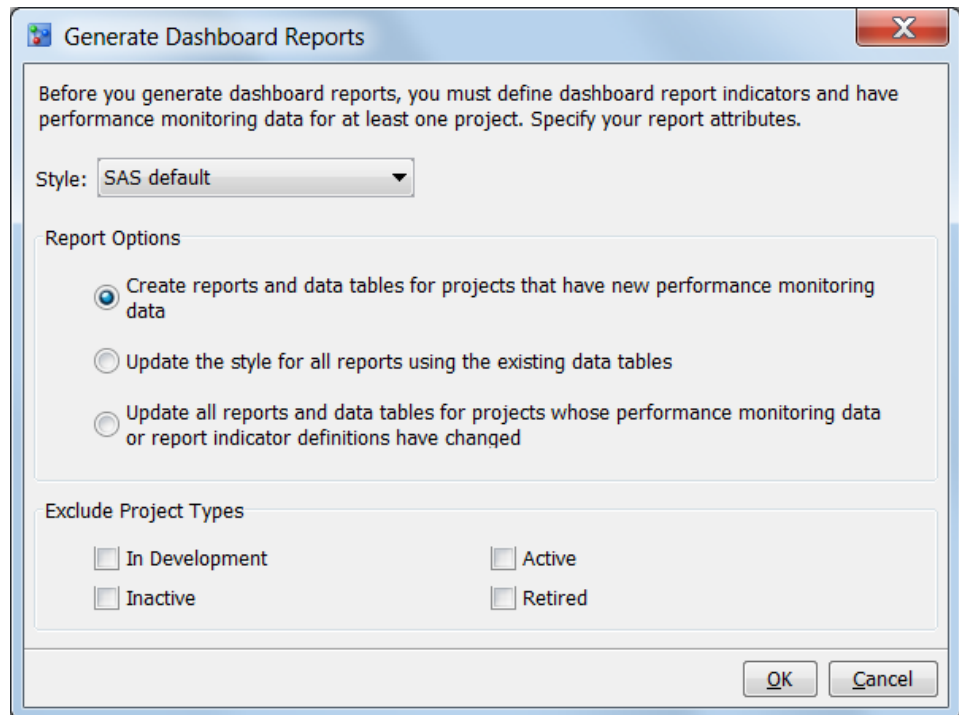 Generate Dashboard Reports
Before you generate dashboard reports, you must define dashboard report indicators and have
performance monitoring data for at least one project. Specify your report attributes.
Style: SAS default
Report Options
Create reports and data tables for projects that have new performance monitoring
data
Update the style for all reports using the existing data tables
Update all reports and data tables for projects whose performance monitoring data
or report indicator definitions have changed
Exclude Project Types
In Development Active
Inactive Retired
OK Cancel